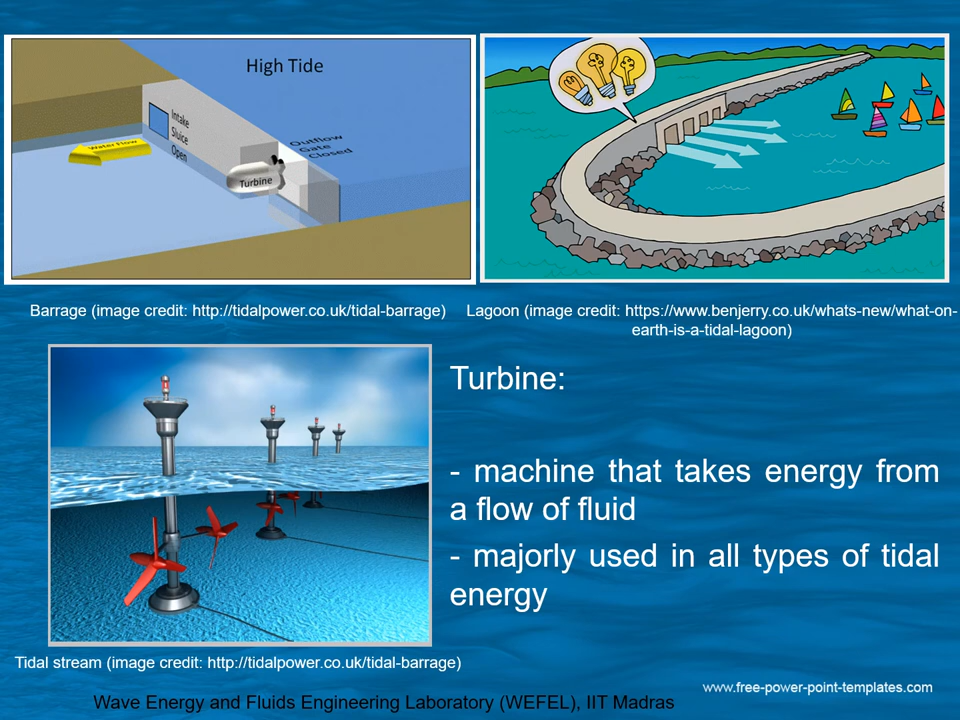 High Tide
Intake
Sluice
Open
Water Flow
Outflow
Gate
Closed
Turbine
Barrage (image credit: http://tidalpower.co.uk/tidal-barrage)
Lagoon (image credit: https://www.benjerry.co.uk/whats-new/what-on-
earth-is-a-tidal-lagoon)
Turbine:
- machine that takes energy from
a flow of fluid
- majorly used in all types of tidal
energy
Tidal stream (image credit: http://tidalpower.co.uk/tidal-barrage)
www.free-power-point-templates.com
Wave Energy and Fluids Engineering Laboratory (WEFEL), IIT Madras